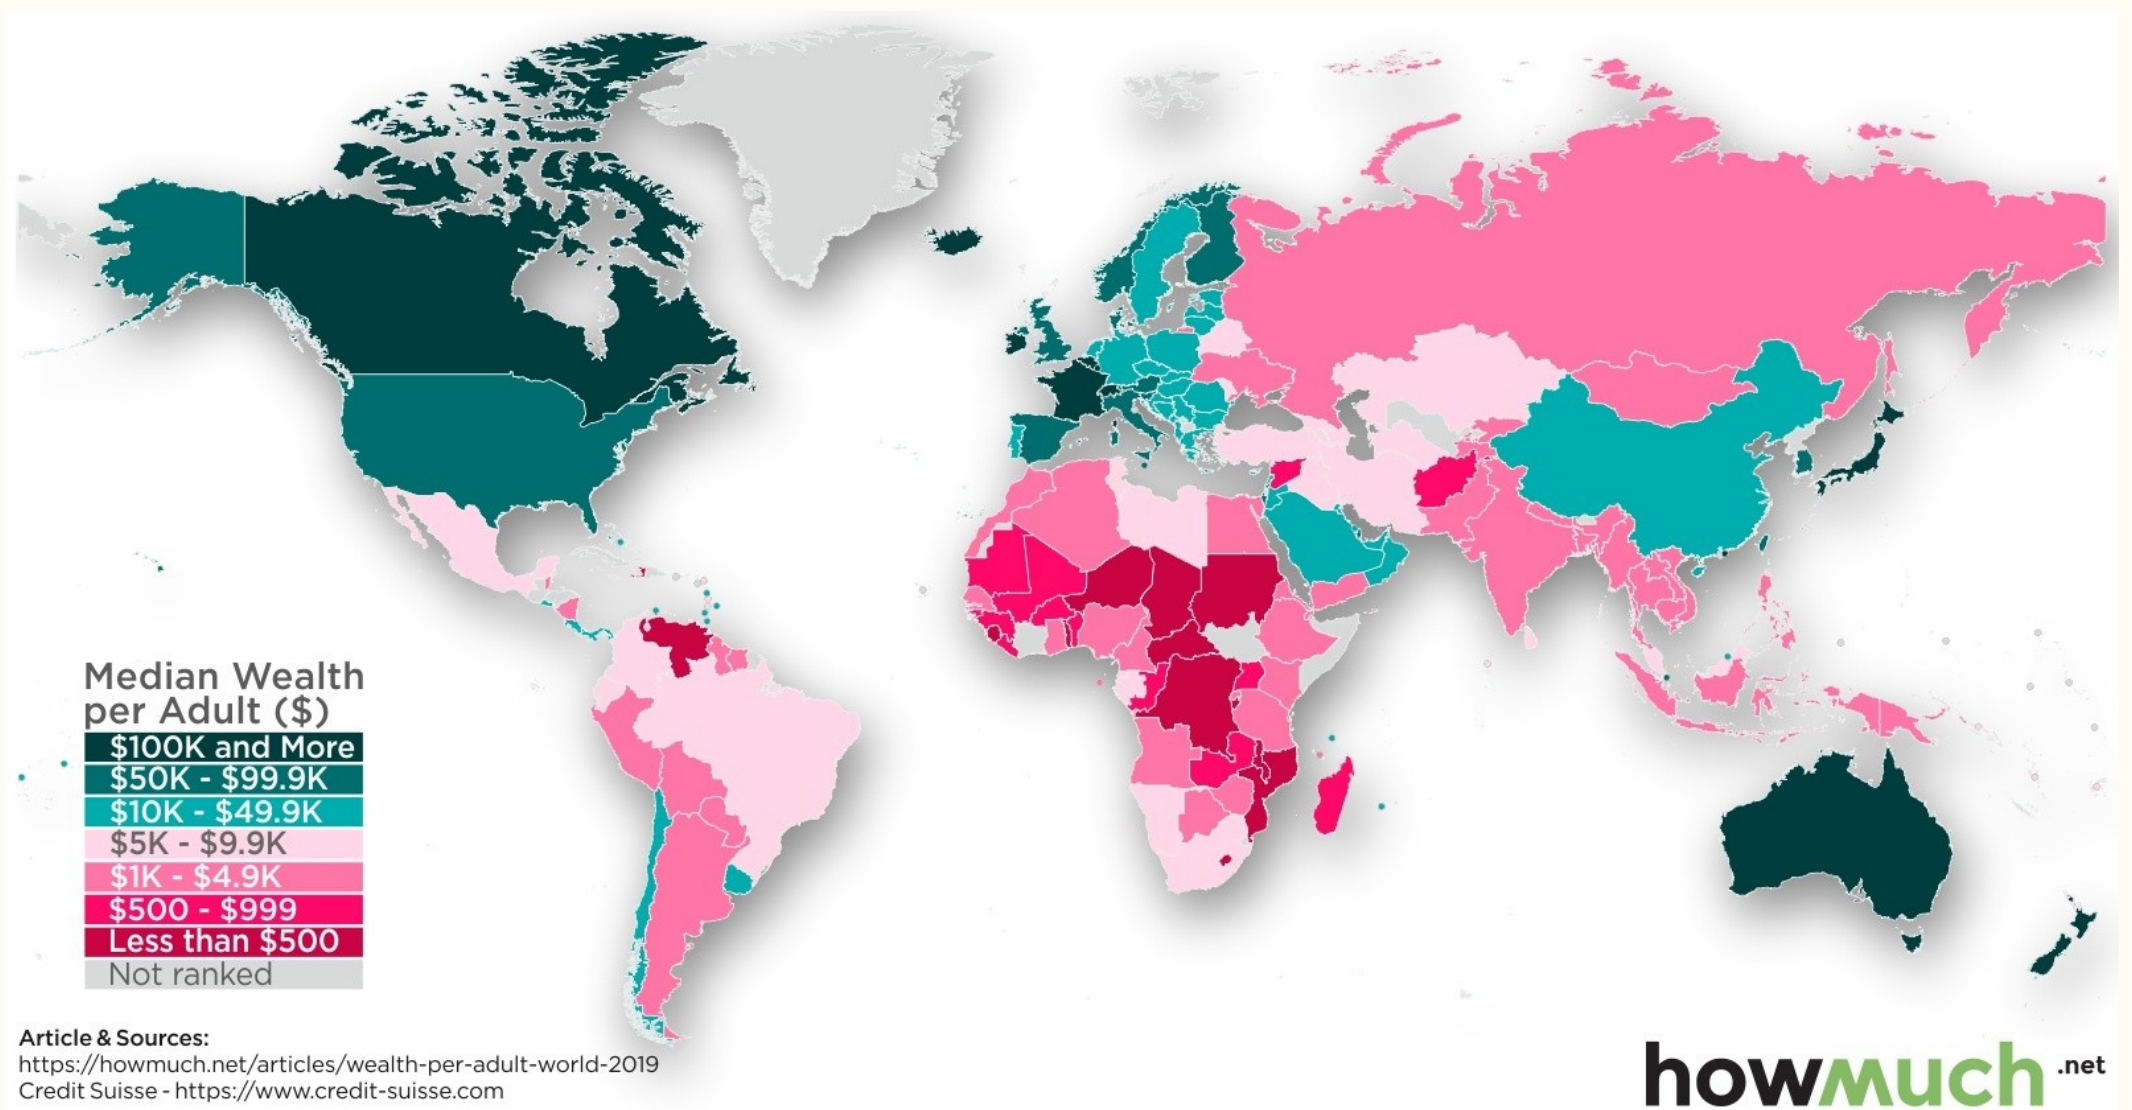 Median Wealth
per Adult ($)
$100K and More
$50K - $99.9K
$10K - $49.9K
$5K - $9.9K
$1K - $4.9K
$500 - $999
Less than $500
Not ranked
Article & Sources:
https://howmuch.net/articles/wealth-per-adult-world-2019
Credit Suisse - https://www.credit-suisse.com
howmuch.net